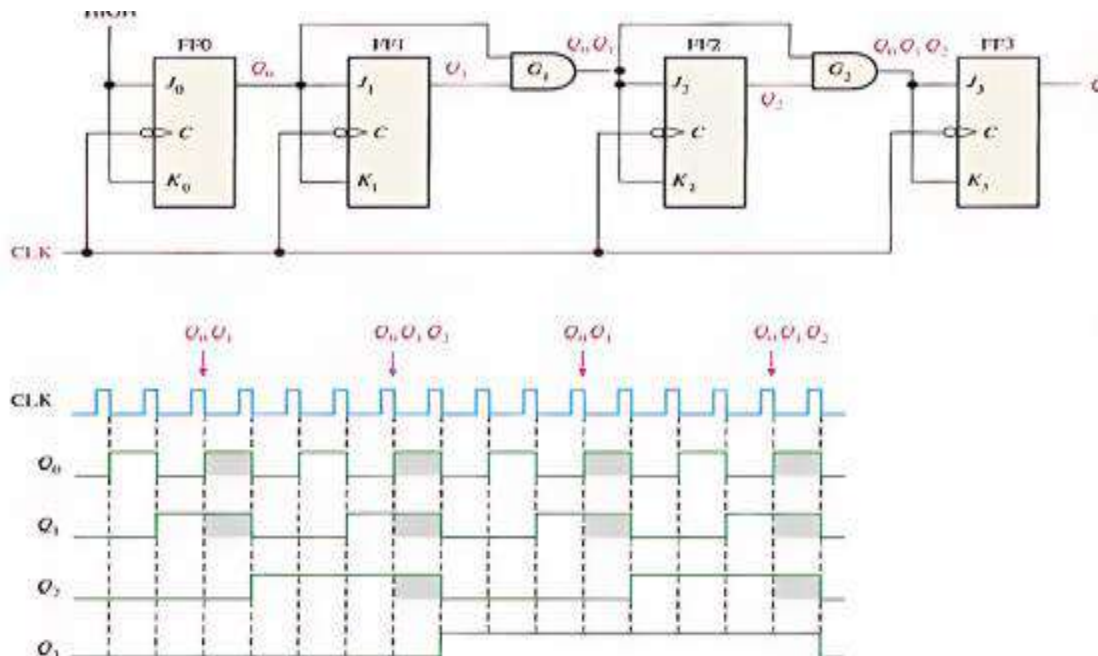 HIGH
FF0 FF1 FF2 FF3
Q₀ Q₁ G₁ Q₀Q₁ Q₂ G₂ Q₀Q₁Q₂
J₀ J₁ J₂ J₃
C C C C
K₀ K₁ K₂ K₃
CLK
Q₀Q₁ Q₀Q₁Q₂ Q₀Q₁ Q₀Q₁Q₂
CLK
Q₀
Q₁
Q₂
Q₃